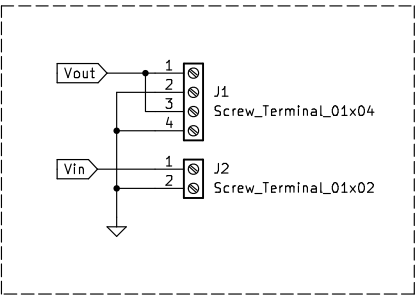 Vout
1
2
3
4
J1
Screw_Terminal_01x04
Vin
1
2
J2
Screw_Terminal_01x02